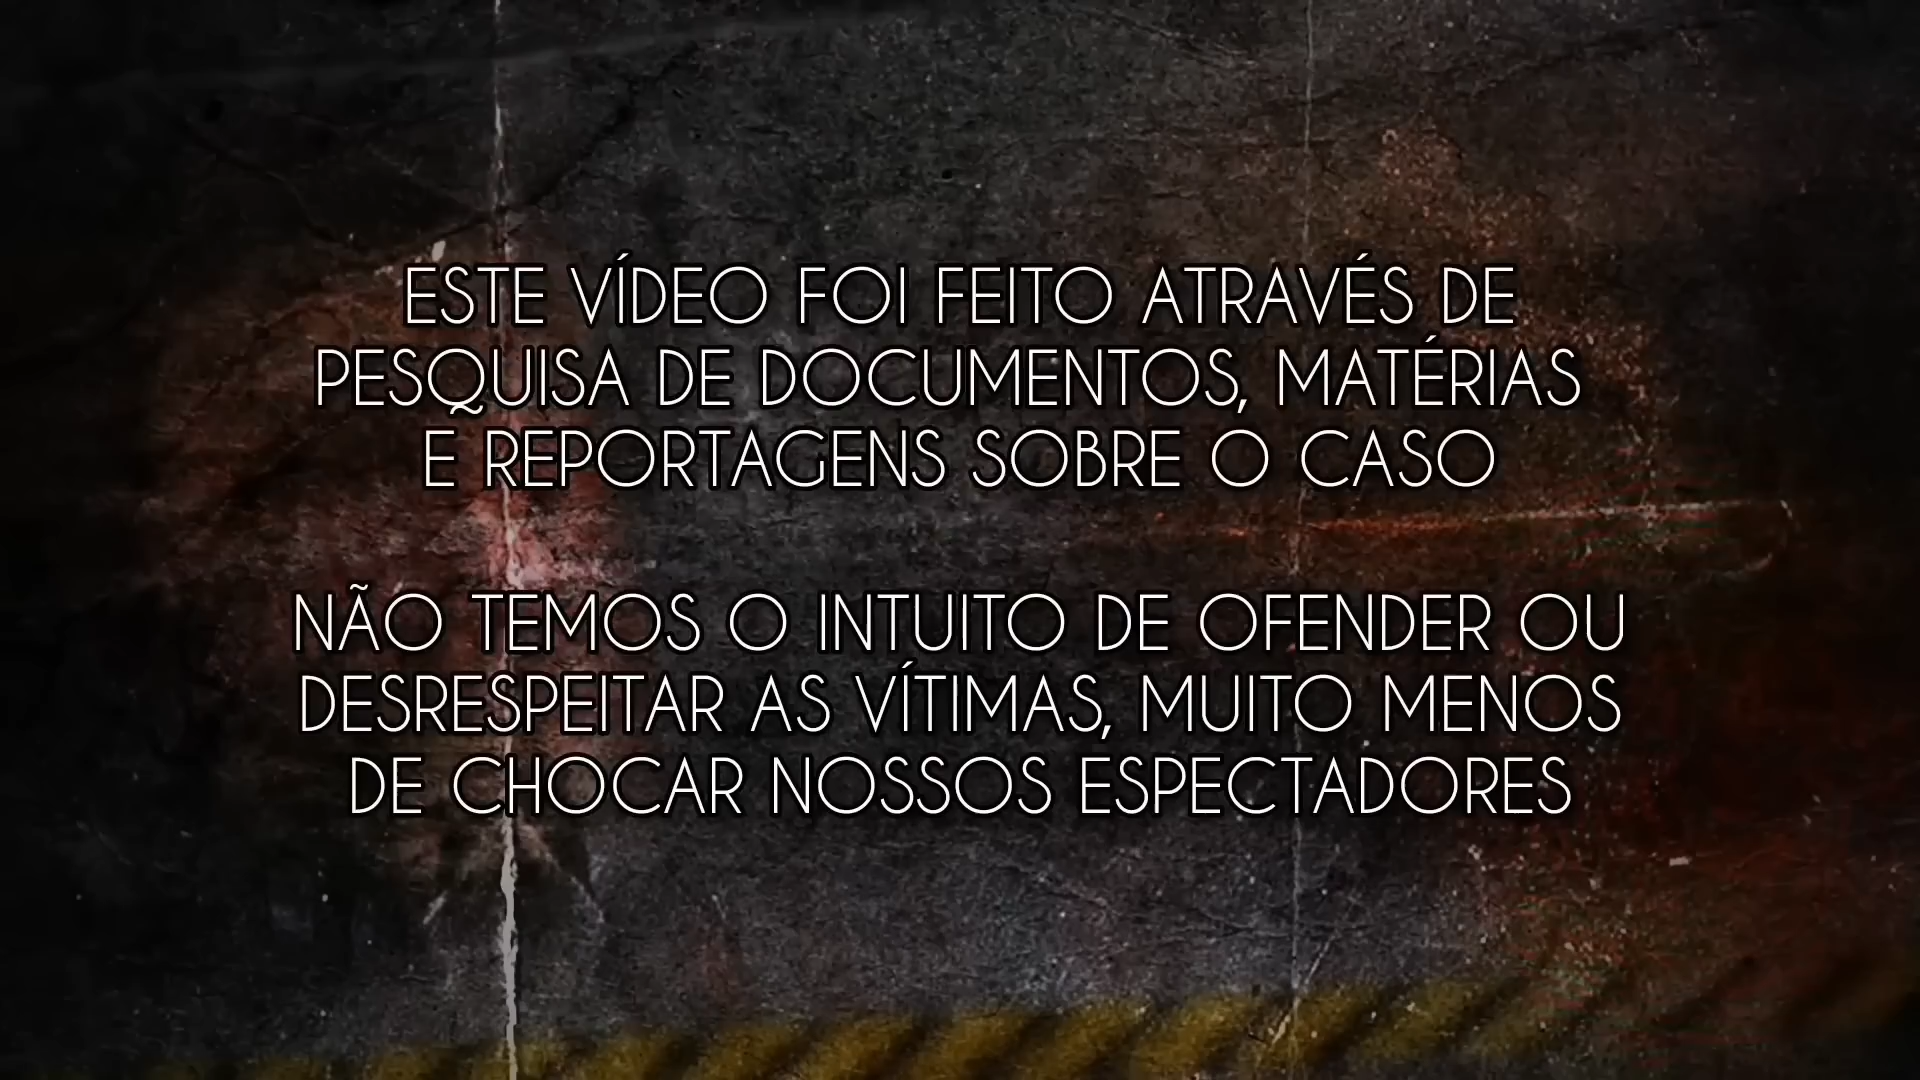 ESTE VÍDEO FOI FEITO ATRAVÉS DE
PESQUISA DE DOCUMENTOS, MATÉRIAS
E REPORTAGENS SOBRE O CASO
NÃO TEMOS O INTUITO DE OFENDER OU
DESRESPEITAR AS VÍTIMAS, MUITO MENOS
DE CHOCAR NOSSOS ESPECTADORES